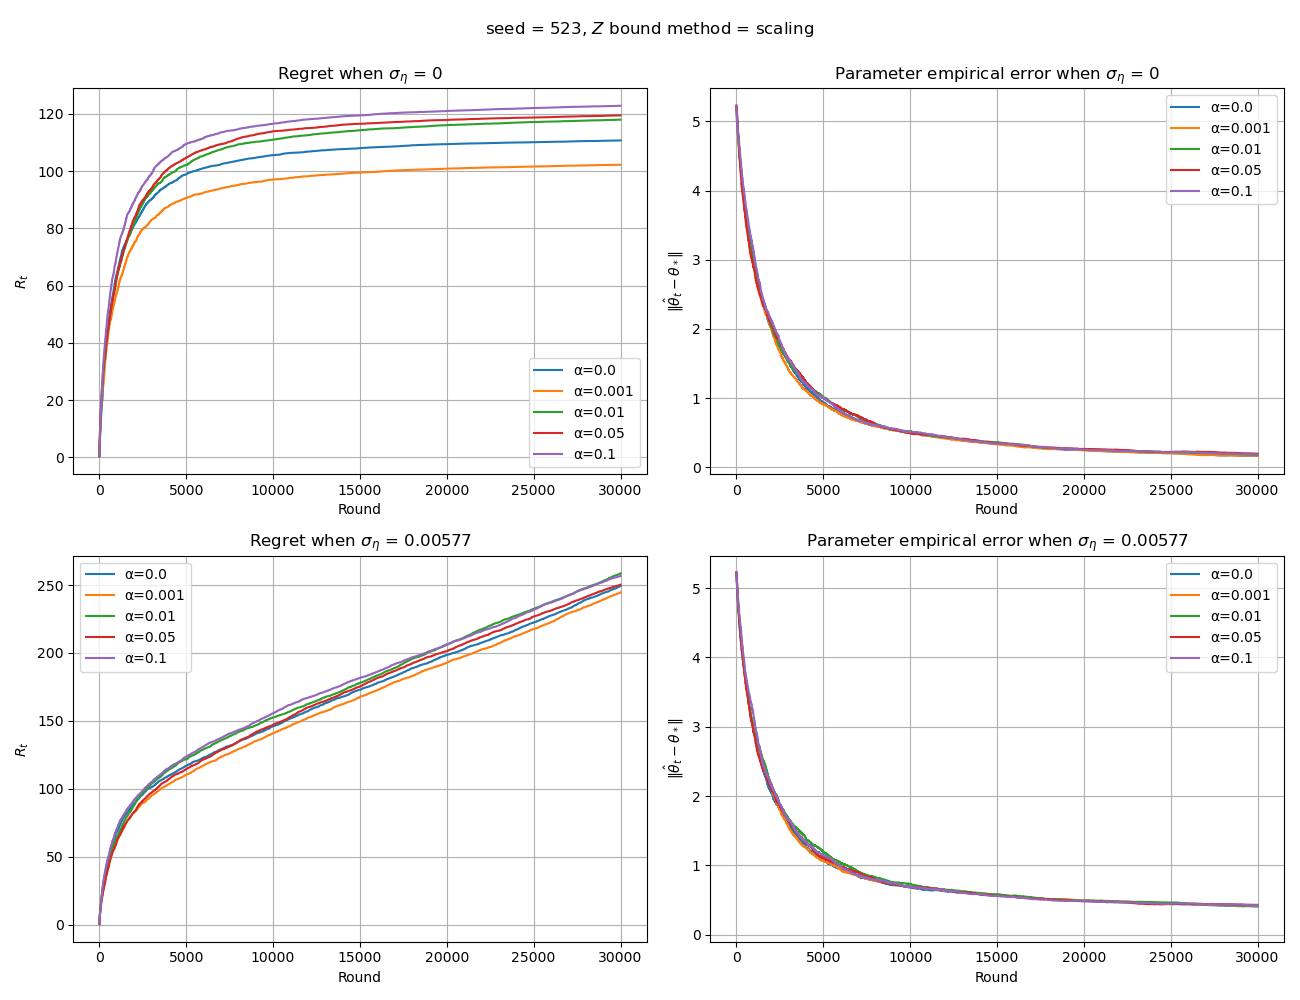 seed = 523, Z bound method = scaling
Regret when σ_η = 0
R_t
120
100
80
60
40
20
0
0 5000 10000 15000 20000 25000 30000
Round
α=0.0
α=0.001
α=0.01
α=0.05
α=0.1
Parameter empirical error when σ_η = 0
‖θ̂_t − θ_*‖
5
4
3
2
1
0
0 5000 10000 15000 20000 25000 30000
Round
α=0.0
α=0.001
α=0.01
α=0.05
α=0.1
Regret when σ_η = 0.00577
R_t
250
200
150
100
50
0
0 5000 10000 15000 20000 25000 30000
Round
α=0.0
α=0.001
α=0.01
α=0.05
α=0.1
Parameter empirical error when σ_η = 0.00577
‖θ̂_t − θ_*‖
5
4
3
2
1
0
0 5000 10000 15000 20000 25000 30000
Round
α=0.0
α=0.001
α=0.01
α=0.05
α=0.1